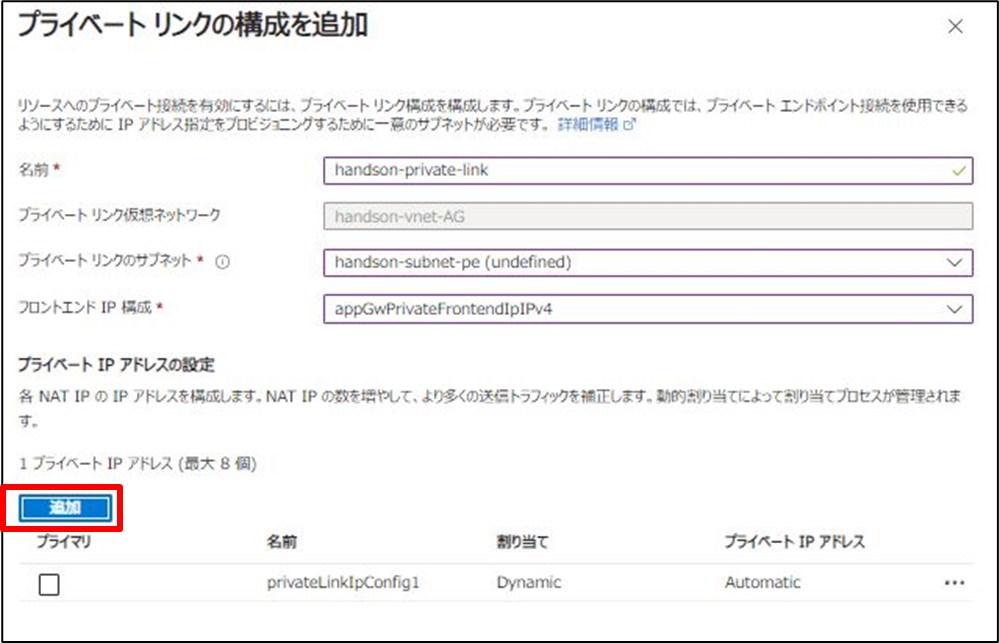 プライベート リンクの構成を追加
リソースへのプライベート接続を有効にするには、プライベート リンク構成を構成します。プライベート リンクの構成では、プライベート エンドポイント接続を使用できる
ようにするために IP アドレス指定をプロビジョニングするために一意のサブネットが必要です。 詳細情報
名前 *
handson-private-link
プライベート リンク仮想ネットワーク
handson-vnet-AG
プライベート リンクのサブネット *
handson-subnet-pe (undefined)
フロントエンド IP 構成 *
appGwPrivateFrontendIpIPv4
プライベート IP アドレスの設定
各 NAT IP の IP アドレスを構成します。NAT IP の数を増やして、より多くの送信トラフィックを補正します。動的割り当てによって割り当てプロセスが管理されま
す。
1 プライベート IP アドレス (最大 8 個)
追加
プライマリ 名前 割り当て プライベート IP アドレス
privateLinkIpConfig1 Dynamic Automatic